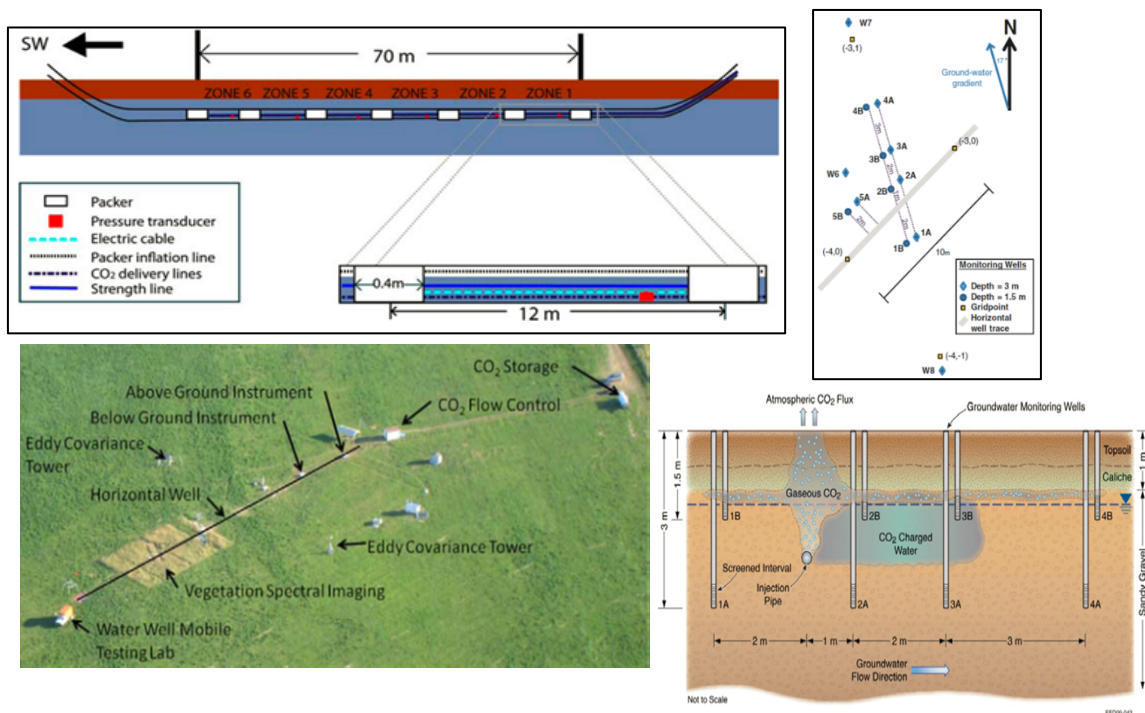 SW
70 m
ZONE 6
ZONE 5
ZONE 4
ZONE 3
ZONE 2
ZONE 1
Packer
Pressure transducer
Electric cable
Packer inflation line
CO₂ delivery lines
Strength line
0.4m
12 m
W7
(-3,1)
N
Ground-water
gradient
17°
4B
4A
3m
3A
3B
2m
2A
W6
2B
1m
5A
5B
2m
2m
1B
1A
(-3,0)
(-4,0)
10m
Monitoring Wells
Depth = 3 m
Depth = 1.5 m
Gridpoint
Horizontal
well trace
(-4,-1)
W8
CO₂ Storage
Above Ground Instrument
CO₂ Flow Control
Below Ground Instrument
Eddy Covariance
Tower
Horizontal Well
Eddy Covariance Tower
Vegetation Spectral Imaging
Water Well Mobile
Testing Lab
Atmospheric CO₂ Flux
Groundwater Monitoring Wells
Topsoil
1 m
Caliche
1.5 m
3 m
Gaseous CO₂
1B
2B
3B
4B
CO₂ Charged
Water
Screened Interval
Injection
Pipe
1A
2A
3A
4A
Sandy Gravel
2 m
1 m
2 m
3 m
Groundwater
Flow Direction
Not to Scale